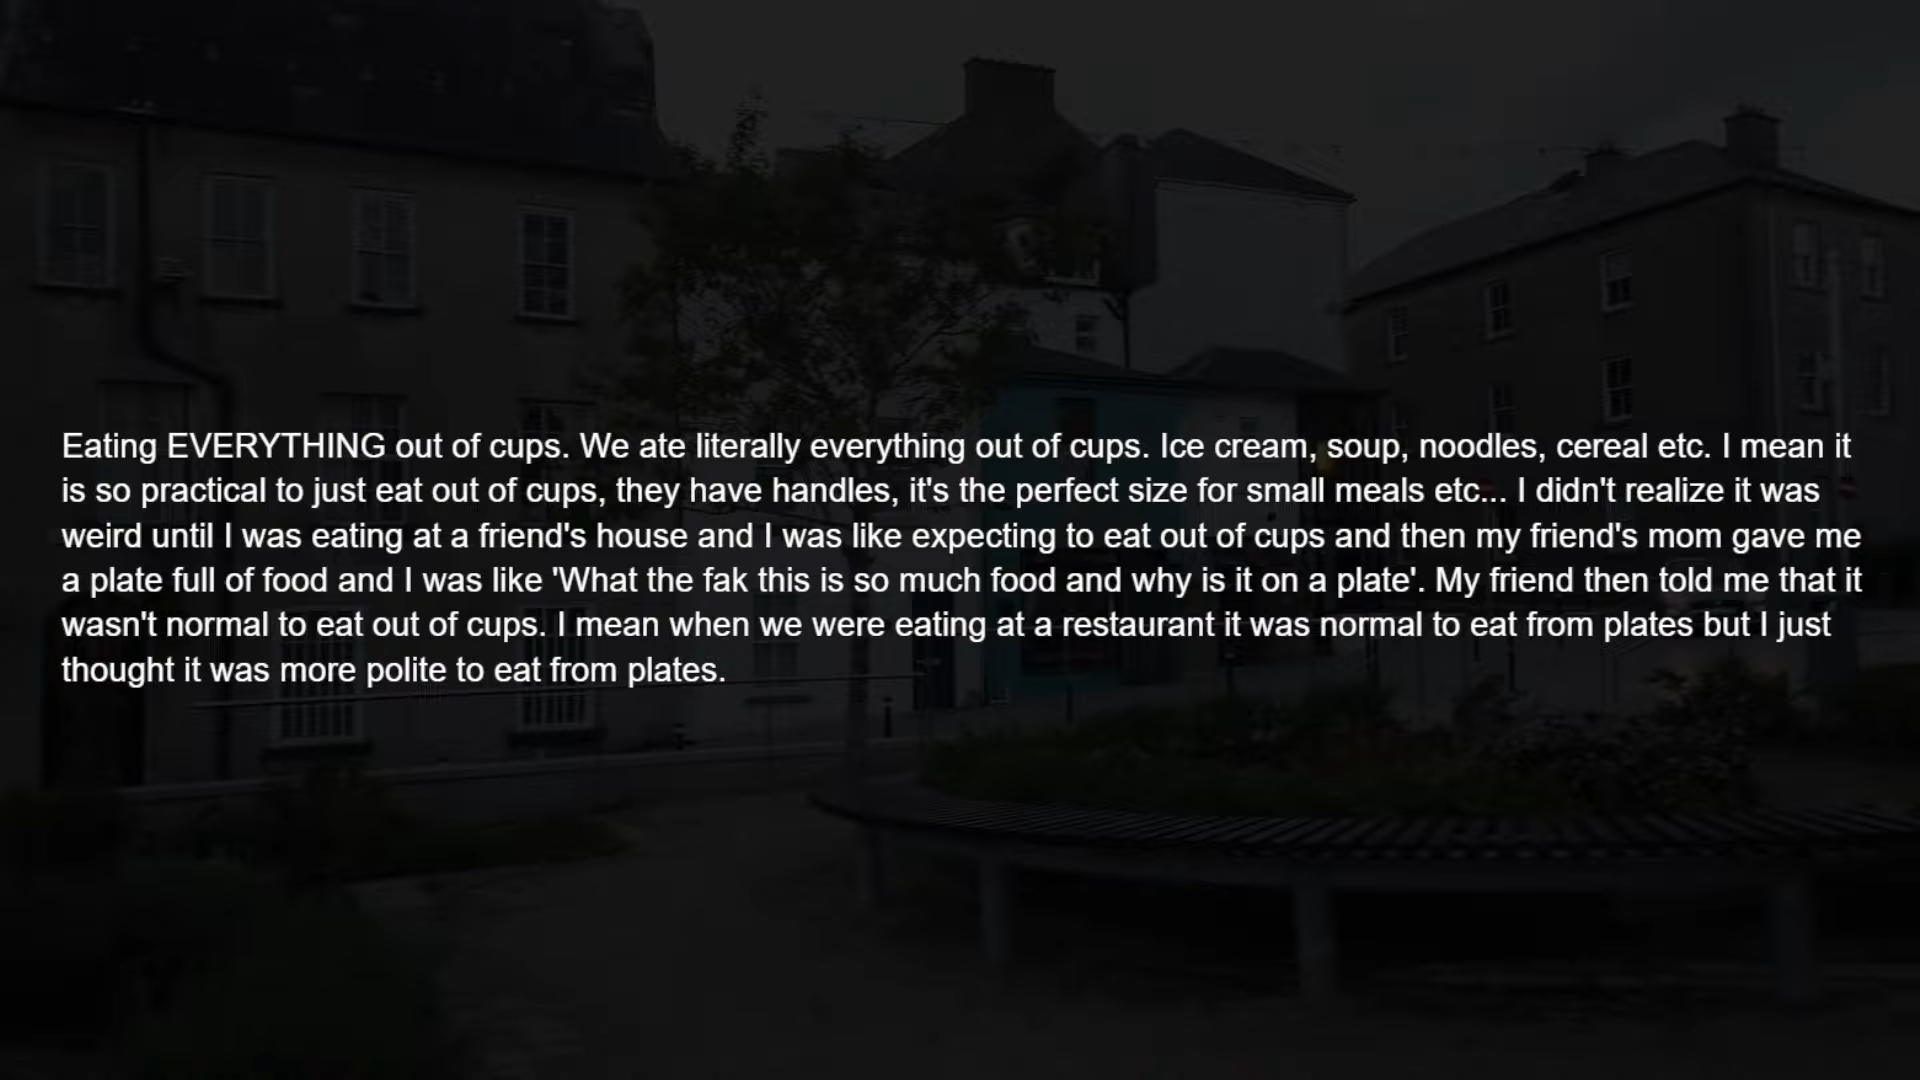 Eating EVERYTHING out of cups. We ate literally everything out of cups. Ice cream, soup, noodles, cereal etc. I mean it
is so practical to just eat out of cups, they have handles, it's the perfect size for small meals etc... I didn't realize it was
weird until I was eating at a friend's house and I was like expecting to eat out of cups and then my friend's mom gave me
a plate full of food and I was like 'What the fak this is so much food and why is it on a plate'. My friend then told me that it
wasn't normal to eat out of cups. I mean when we were eating at a restaurant it was normal to eat from plates but I just
thought it was more polite to eat from plates.